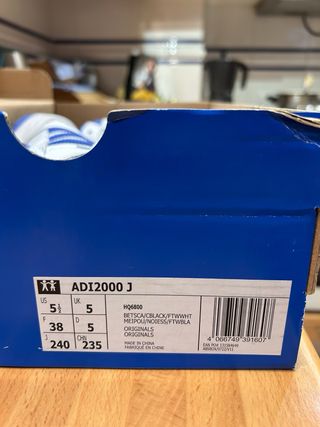 ADI2000 J
US 5½ UK 5
F 38 D 5
J 240 CHN 235
HQ6800
BETSCA/CBLACK/FTWWHT
MEJPOU/NOIESS/FTWBLA
ORIGINALS
ORIGINALS
MADE IN CHINA
FABRIQUÉ EN CHINE
4 066749 391607